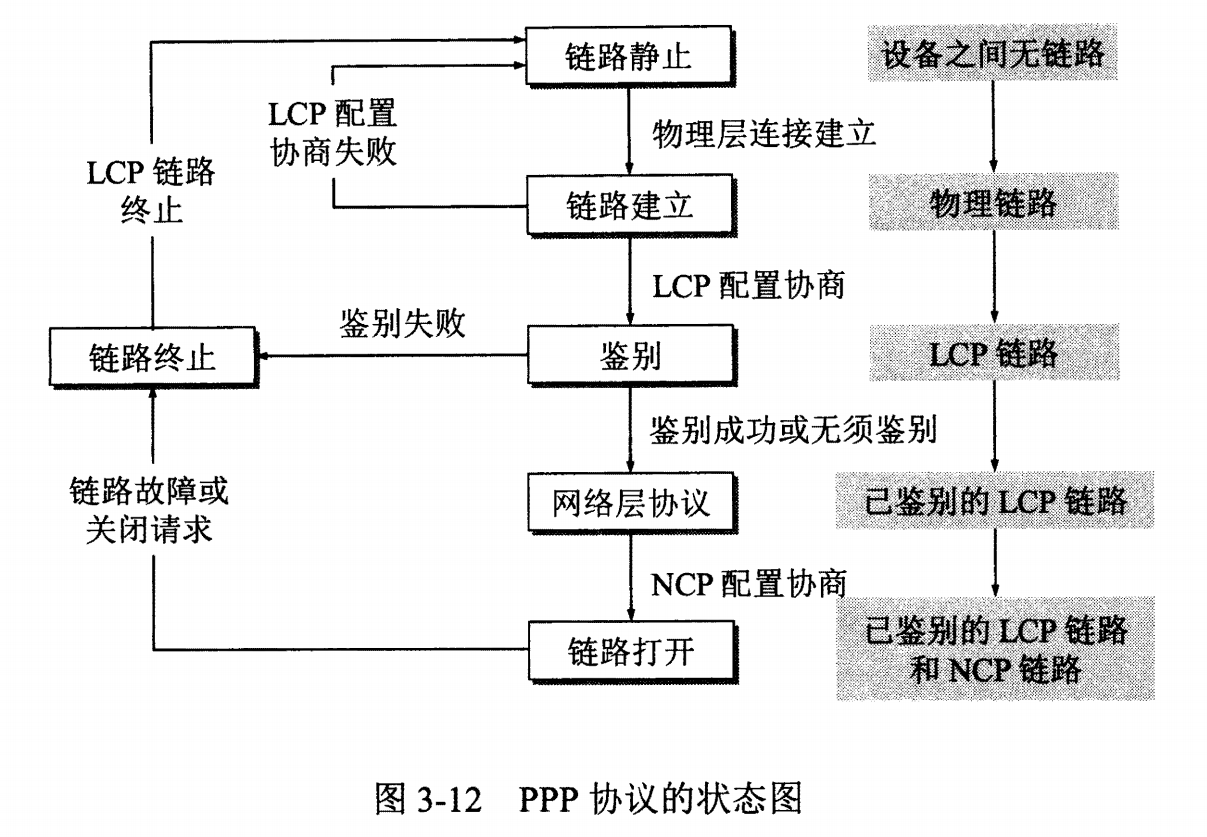 链路静止
设备之间无链路
LCP 配置
协商失败
物理层连接建立
LCP 链路
终止
链路建立
物理链路
LCP 配置协商
鉴别失败
链路终止
鉴别
LCP 链路
鉴别成功或无须鉴别
链路故障或
关闭请求
网络层协议
已鉴别的 LCP 链路
NCP 配置协商
链路打开
已鉴别的 LCP 链路
和 NCP 链路
图 3-12 PPP 协议的状态图